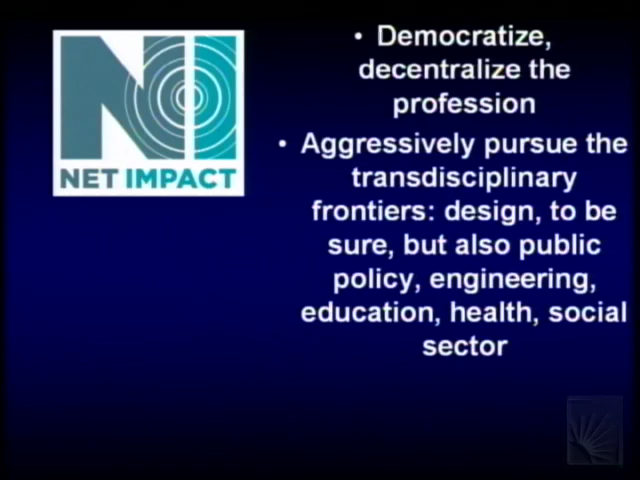 NI
NET IMPACT
• Democratize,
decentralize the
profession
• Aggressively pursue the
transdisciplinary
frontiers: design, to be
sure, but also public
policy, engineering,
education, health, social
sector